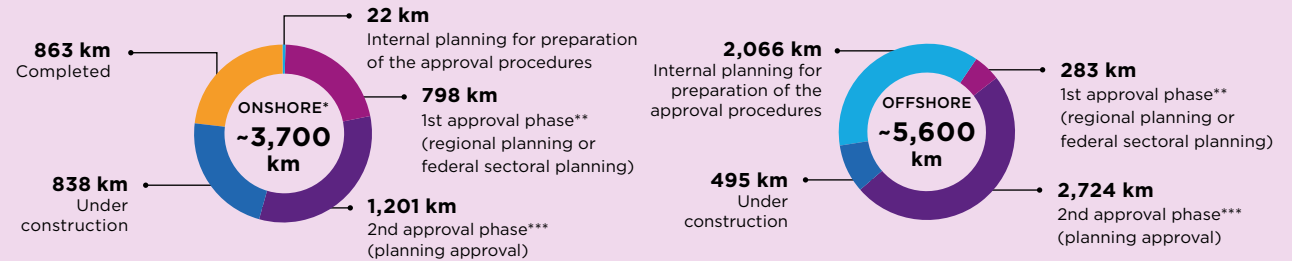 22 km
Internal planning for preparation
of the approval procedures
863 km
Completed
ONSHORE*
~3,700
km
798 km
1st approval phase**
(regional planning or
federal sectoral planning)
838 km
Under
construction
1,201 km
2nd approval phase***
(planning approval)
2,066 km
Internal planning for
preparation of the
approval procedures
OFFSHORE
~5,600
km
283 km
1st approval phase**
(regional planning or
federal sectoral planning)
495 km
Under
construction
2,724 km
2nd approval phase***
(planning approval)